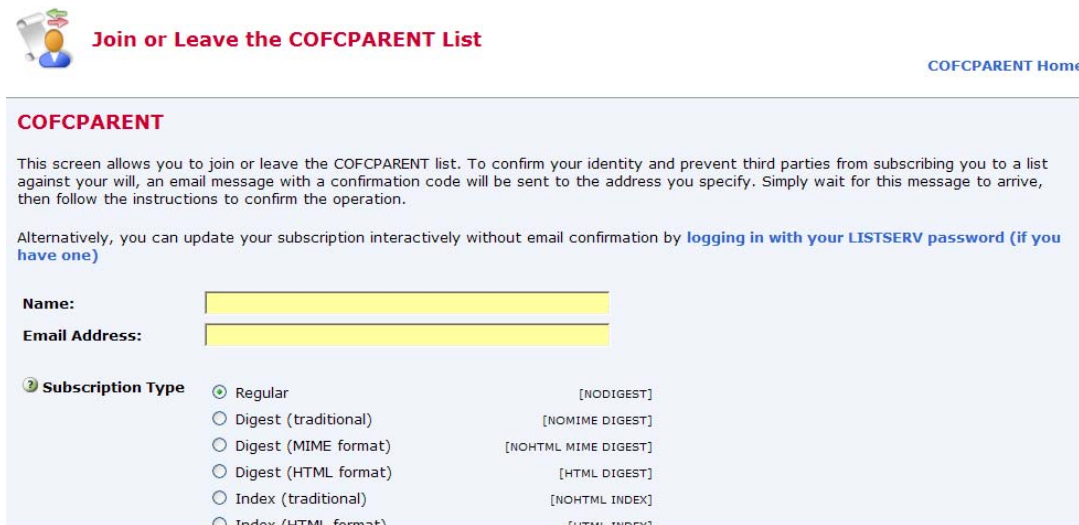 Join or Leave the COFCPARENT List
COFCPARENT Home
COFCPARENT
This screen allows you to join or leave the COFCPARENT list. To confirm your identity and prevent third parties from subscribing you to a list
against your will, an email message with a confirmation code will be sent to the address you specify. Simply wait for this message to arrive,
then follow the instructions to confirm the operation.
Alternatively, you can update your subscription interactively without email confirmation by logging in with your LISTSERV password (if you
have one)
Name:
Email Address:
? Subscription Type
Regular [NODIGEST]
Digest (traditional) [NOMIME DIGEST]
Digest (MIME format) [NOHTML MIME DIGEST]
Digest (HTML format) [HTML DIGEST]
Index (traditional) [NOHTML INDEX]
Index (HTML format) [HTML INDEX]